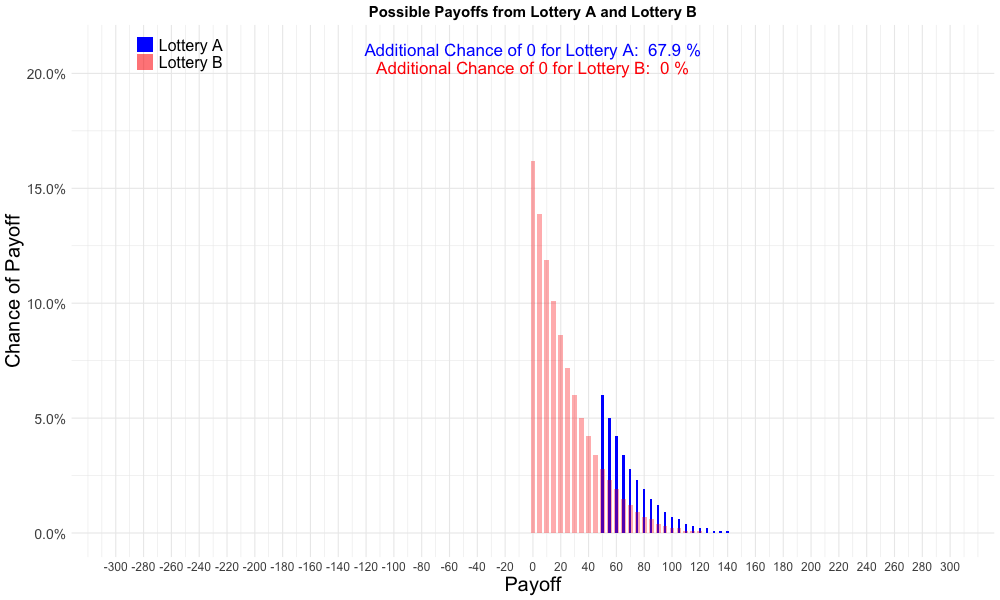 Possible Payoffs from Lottery A and Lottery B
Lottery A
Lottery B
Additional Chance of 0 for Lottery A:  67.9 %
Additional Chance of 0 for Lottery B:  0 %
20.0%
15.0%
10.0%
5.0%
0.0%
Chance of Payoff
-300 -280 -260 -240 -220 -200 -180 -160 -140 -120 -100 -80 -60 -40 -20 0 20 40 60 80 100 120 140 160 180 200 220 240 260 280 300
Payoff